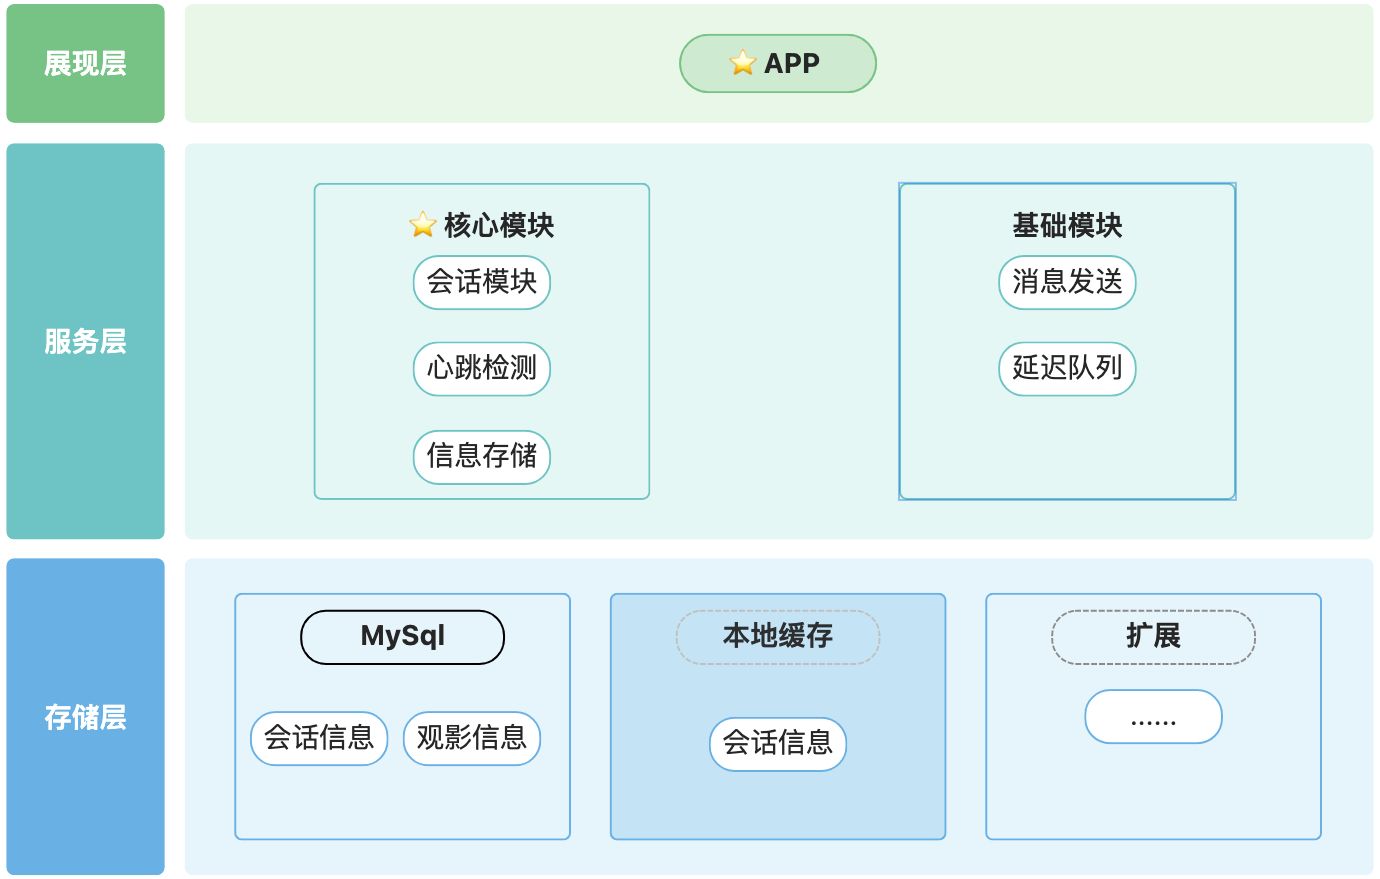 展现层
⭐ APP
服务层
⭐ 核心模块
会话模块
心跳检测
信息存储
基础模块
消息发送
延迟队列
存储层
MySql
会话信息
观影信息
本地缓存
会话信息
扩展
......